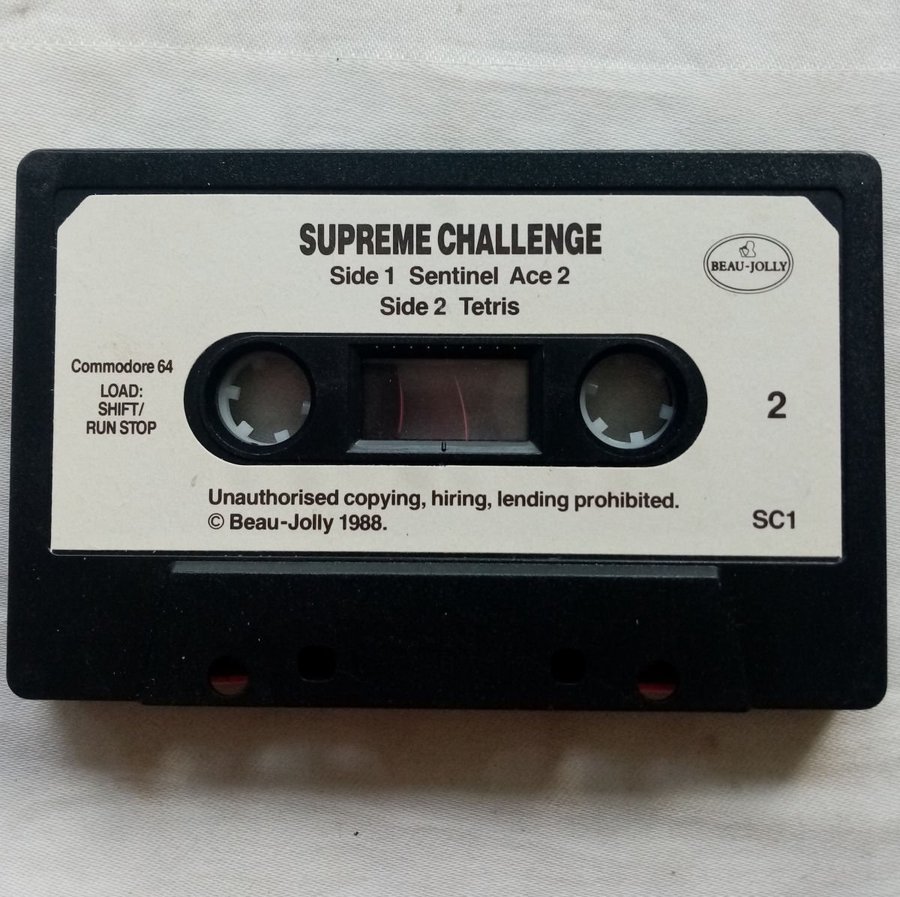 SUPREME CHALLENGE
Side 1 Sentinel Ace 2
Side 2 Tetris
BEAU-JOLLY
Commodore 64
LOAD:
SHIFT/
RUN STOP
2
Unauthorised copying, hiring, lending prohibited.
© Beau-Jolly 1988.
SC1